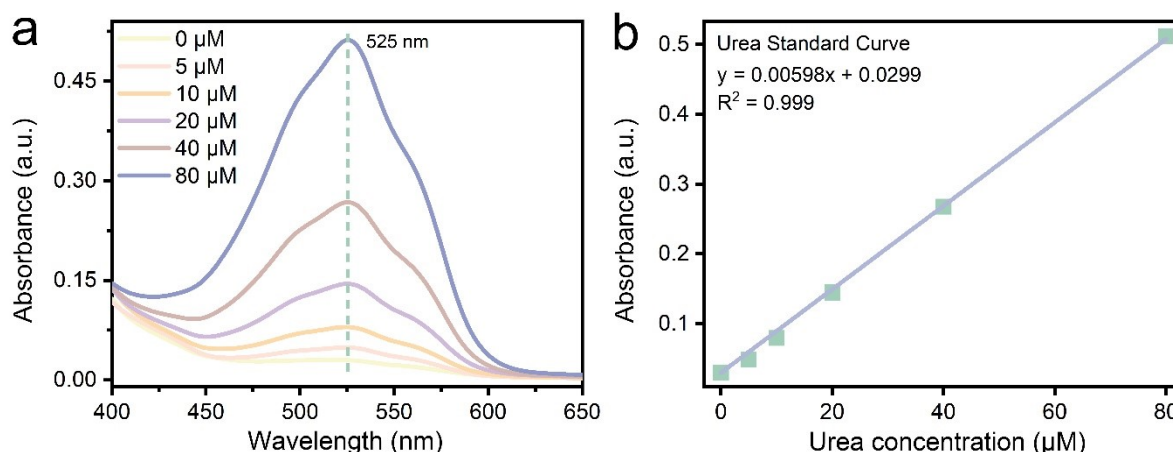 a
0 µM
5 µM
10 µM
20 µM
40 µM
80 µM
525 nm
0.45
0.30
0.15
0.00
Absorbance (a.u.)
400 450 500 550 600 650
Wavelength (nm)
b
Urea Standard Curve
y = 0.00598x + 0.0299
R² = 0.999
0.5
0.4
0.3
0.2
0.1
Absorbance (a.u.)
0 20 40 60 80
Urea concentration (µM)